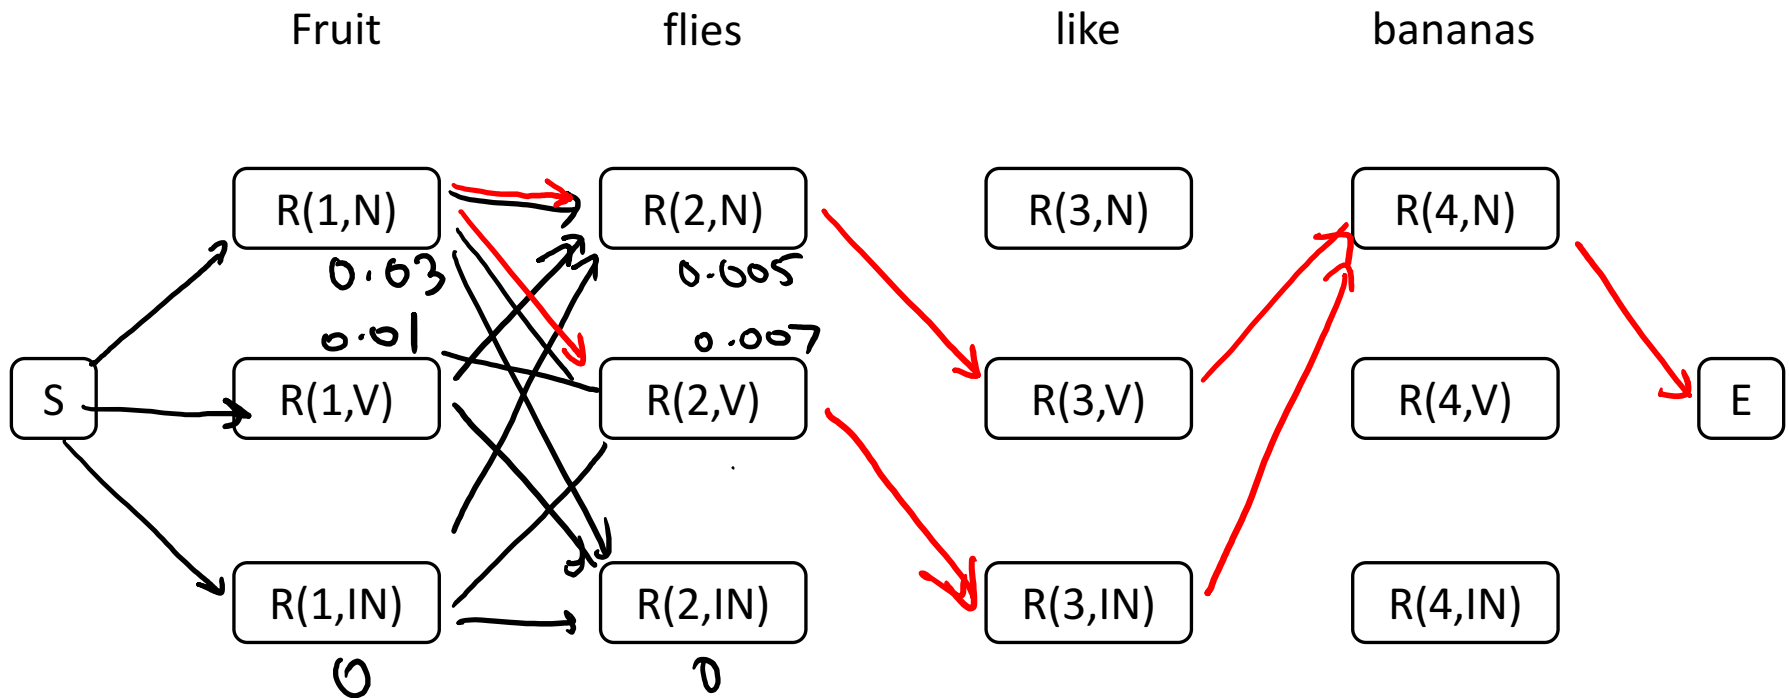 Fruit flies like bananas
R(1,N) R(2,N) R(3,N) R(4,N)
0.03 0.005
0.01 0.007
S R(1,V) R(2,V) R(3,V) R(4,V) E
R(1,IN) R(2,IN) R(3,IN) R(4,IN)
0 0